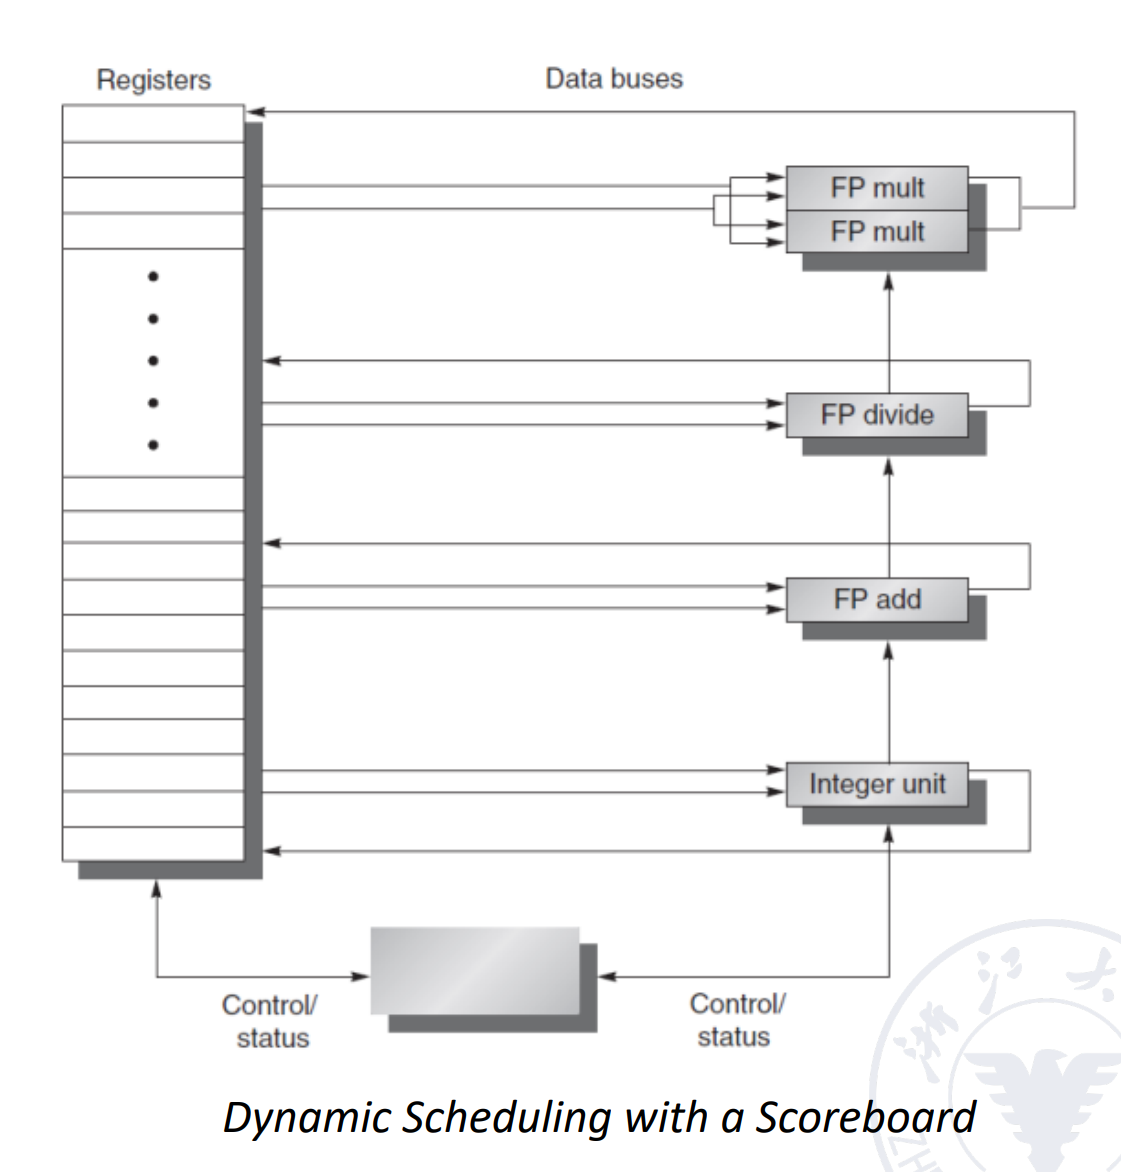 Registers
Data buses
FP mult
FP mult
FP divide
FP add
Integer unit
Control/
status
Control/
status
Dynamic Scheduling with a Scoreboard